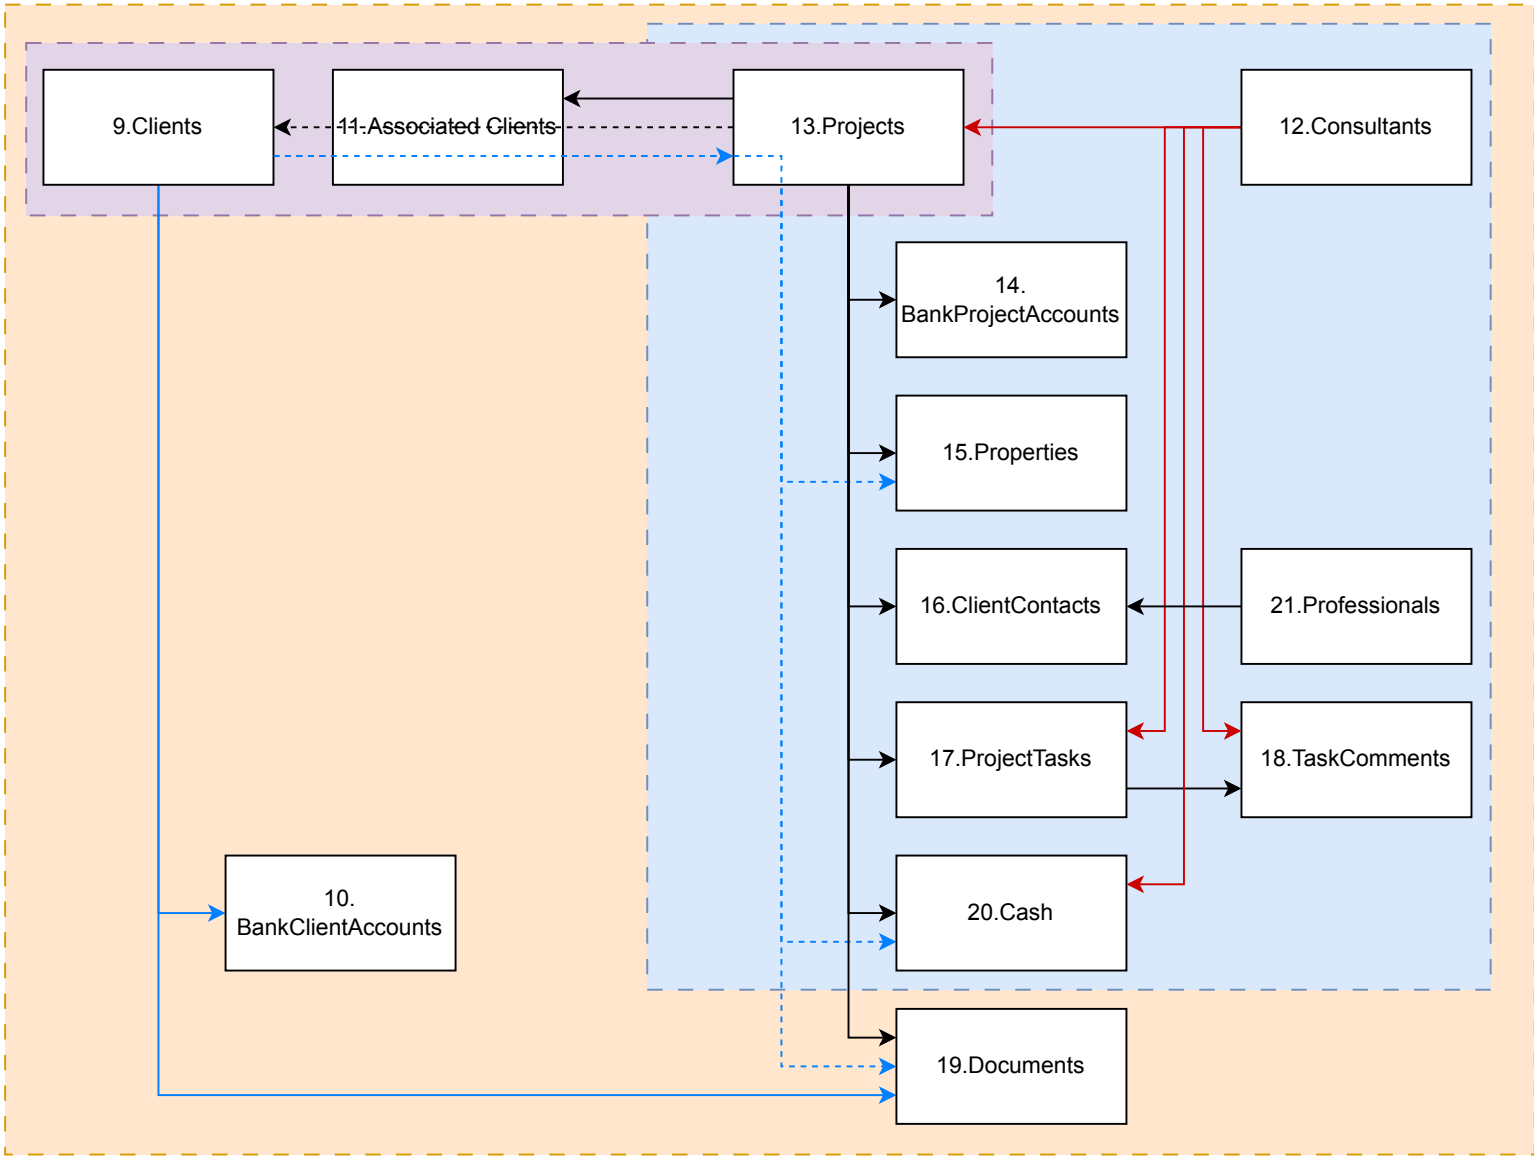 9.Clients
11.Associated Clients
13.Projects
12.Consultants
14.
BankProjectAccounts
15.Properties
16.ClientContacts
21.Professionals
17.ProjectTasks
18.TaskComments
10.
BankClientAccounts
20.Cash
19.Documents